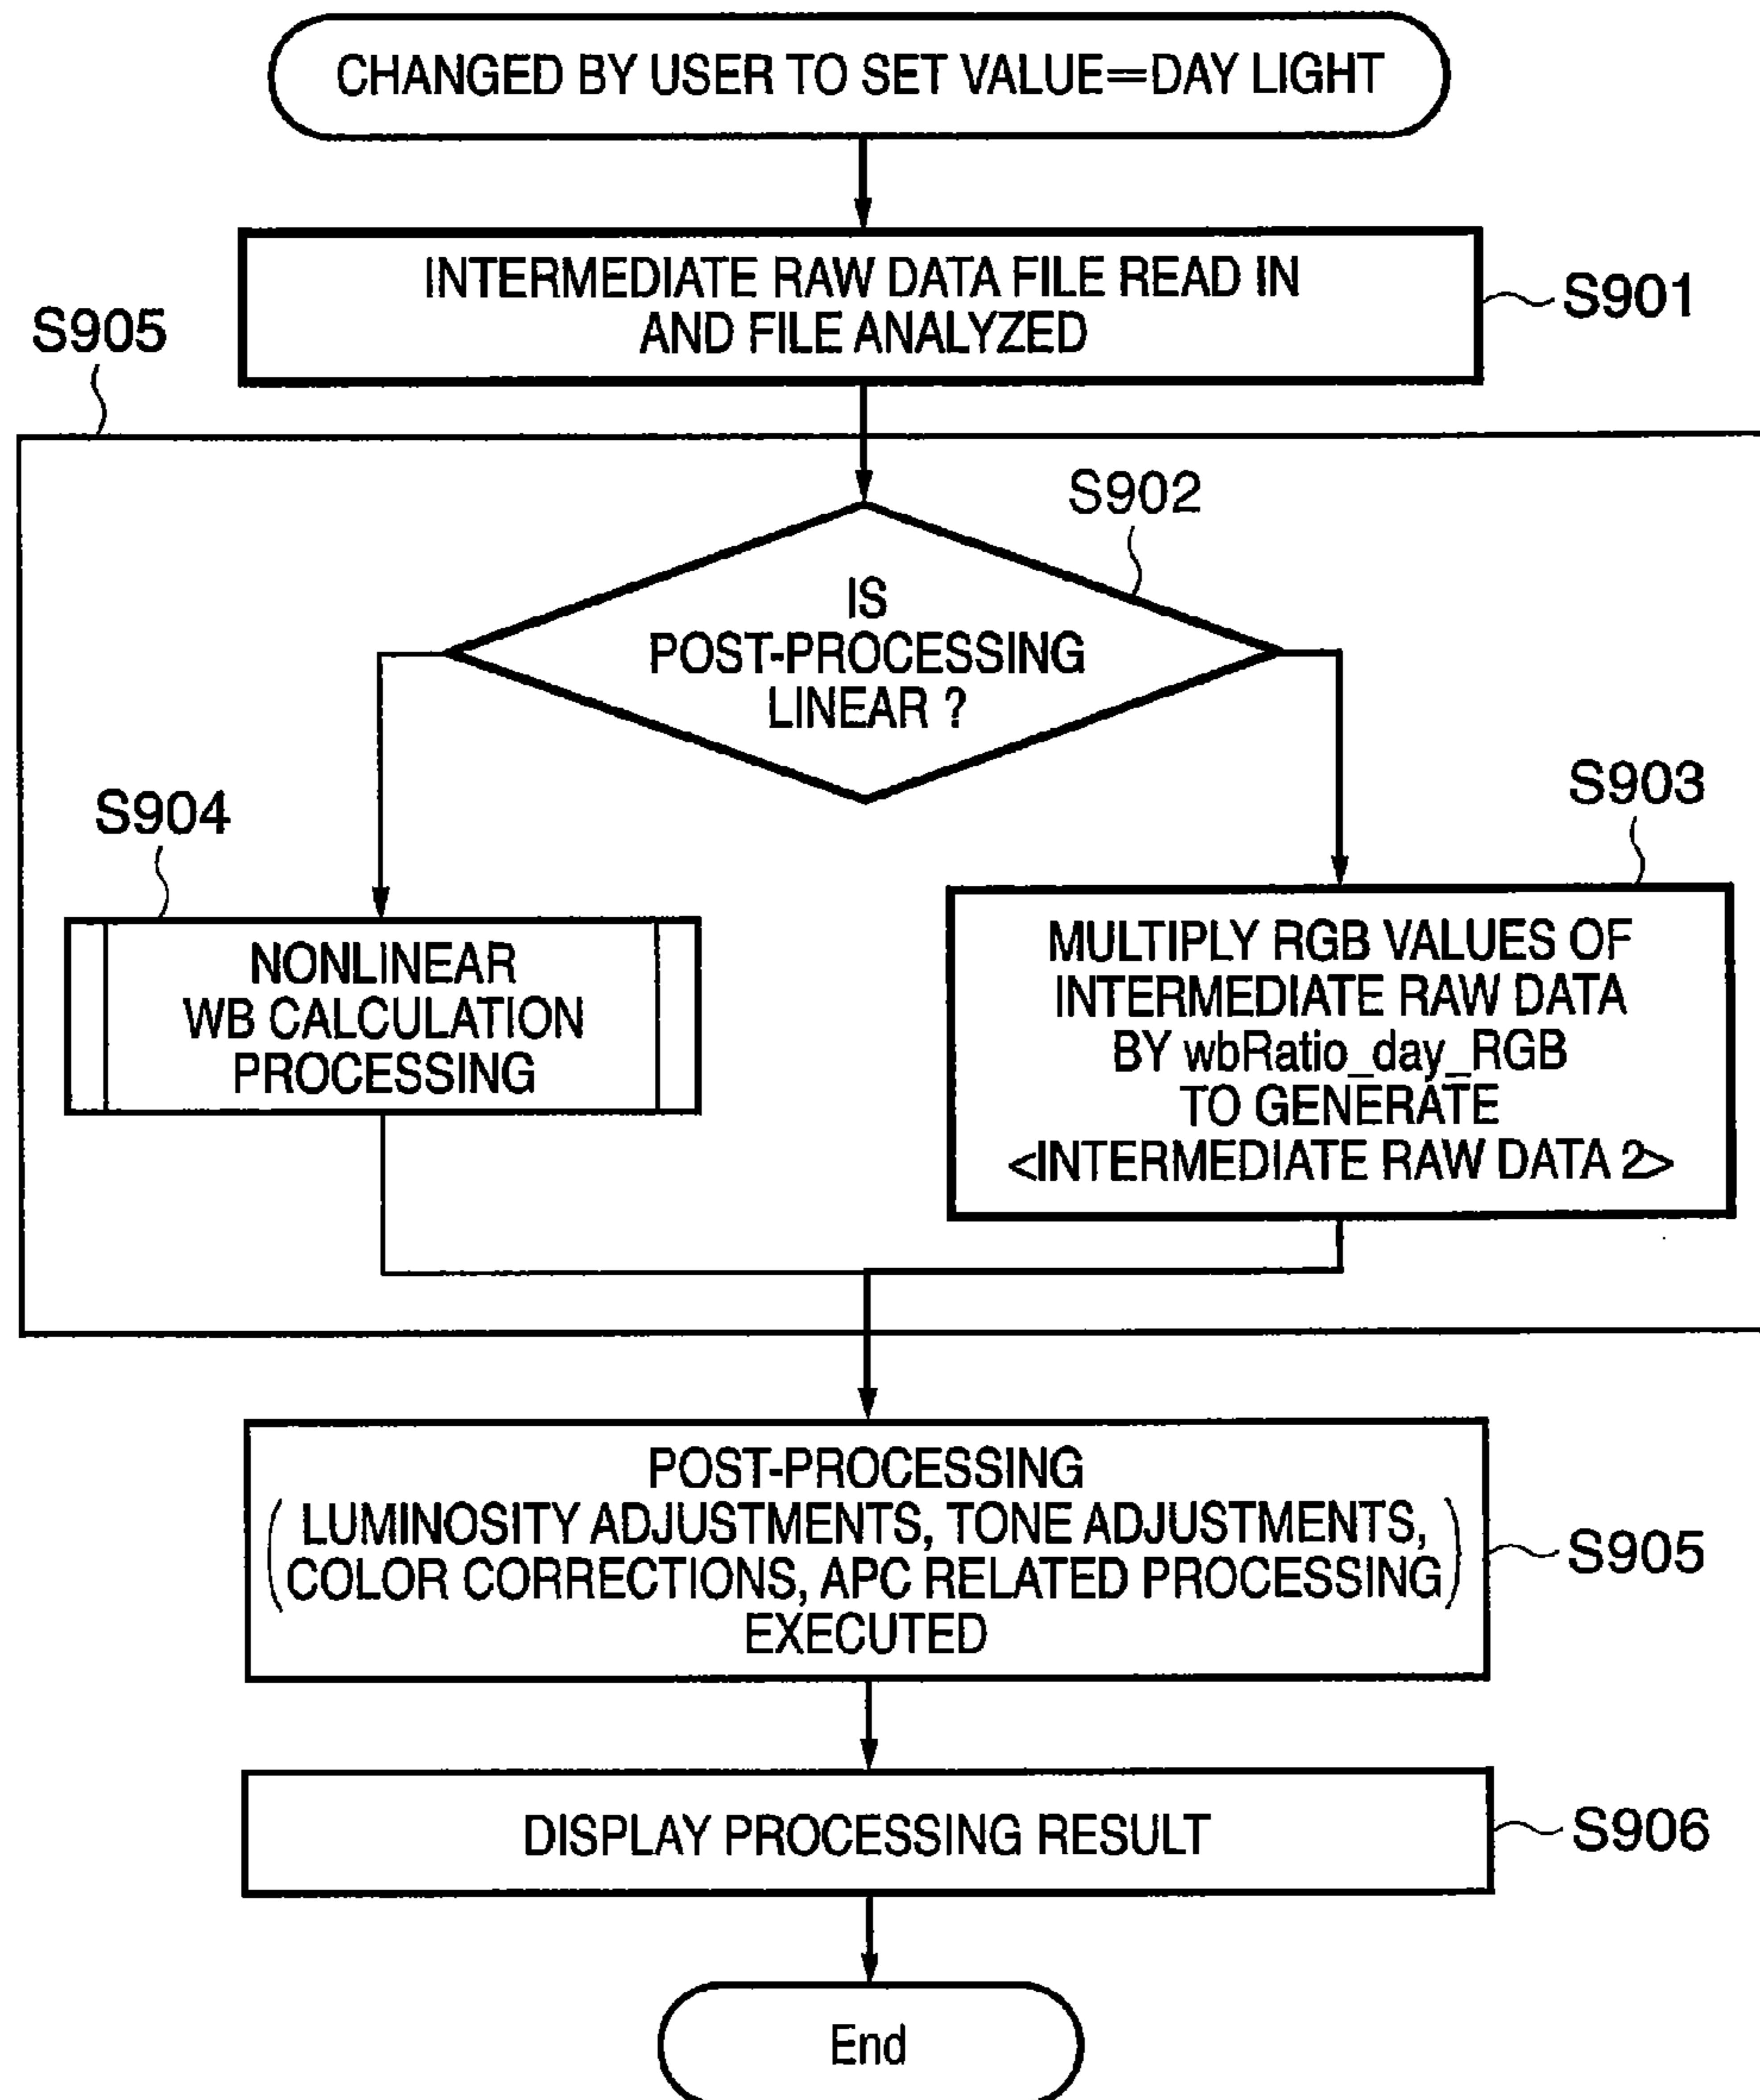 CHANGED BY USER TO SET VALUE=DAY LIGHT
INTERMEDIATE RAW DATA FILE READ IN
AND FILE ANALYZED
S901
S905
S902
IS
POST-PROCESSING
LINEAR ?
S904
S903
NONLINEAR
WB CALCULATION
PROCESSING
MULTIPLY RGB VALUES OF
INTERMEDIATE RAW DATA
BY wbRatio_day_RGB
TO GENERATE
<INTERMEDIATE RAW DATA 2>
POST-PROCESSING
(LUMINOSITY ADJUSTMENTS, TONE ADJUSTMENTS,
COLOR CORRECTIONS, APC RELATED PROCESSING)
EXECUTED
S905
DISPLAY PROCESSING RESULT
S906
End